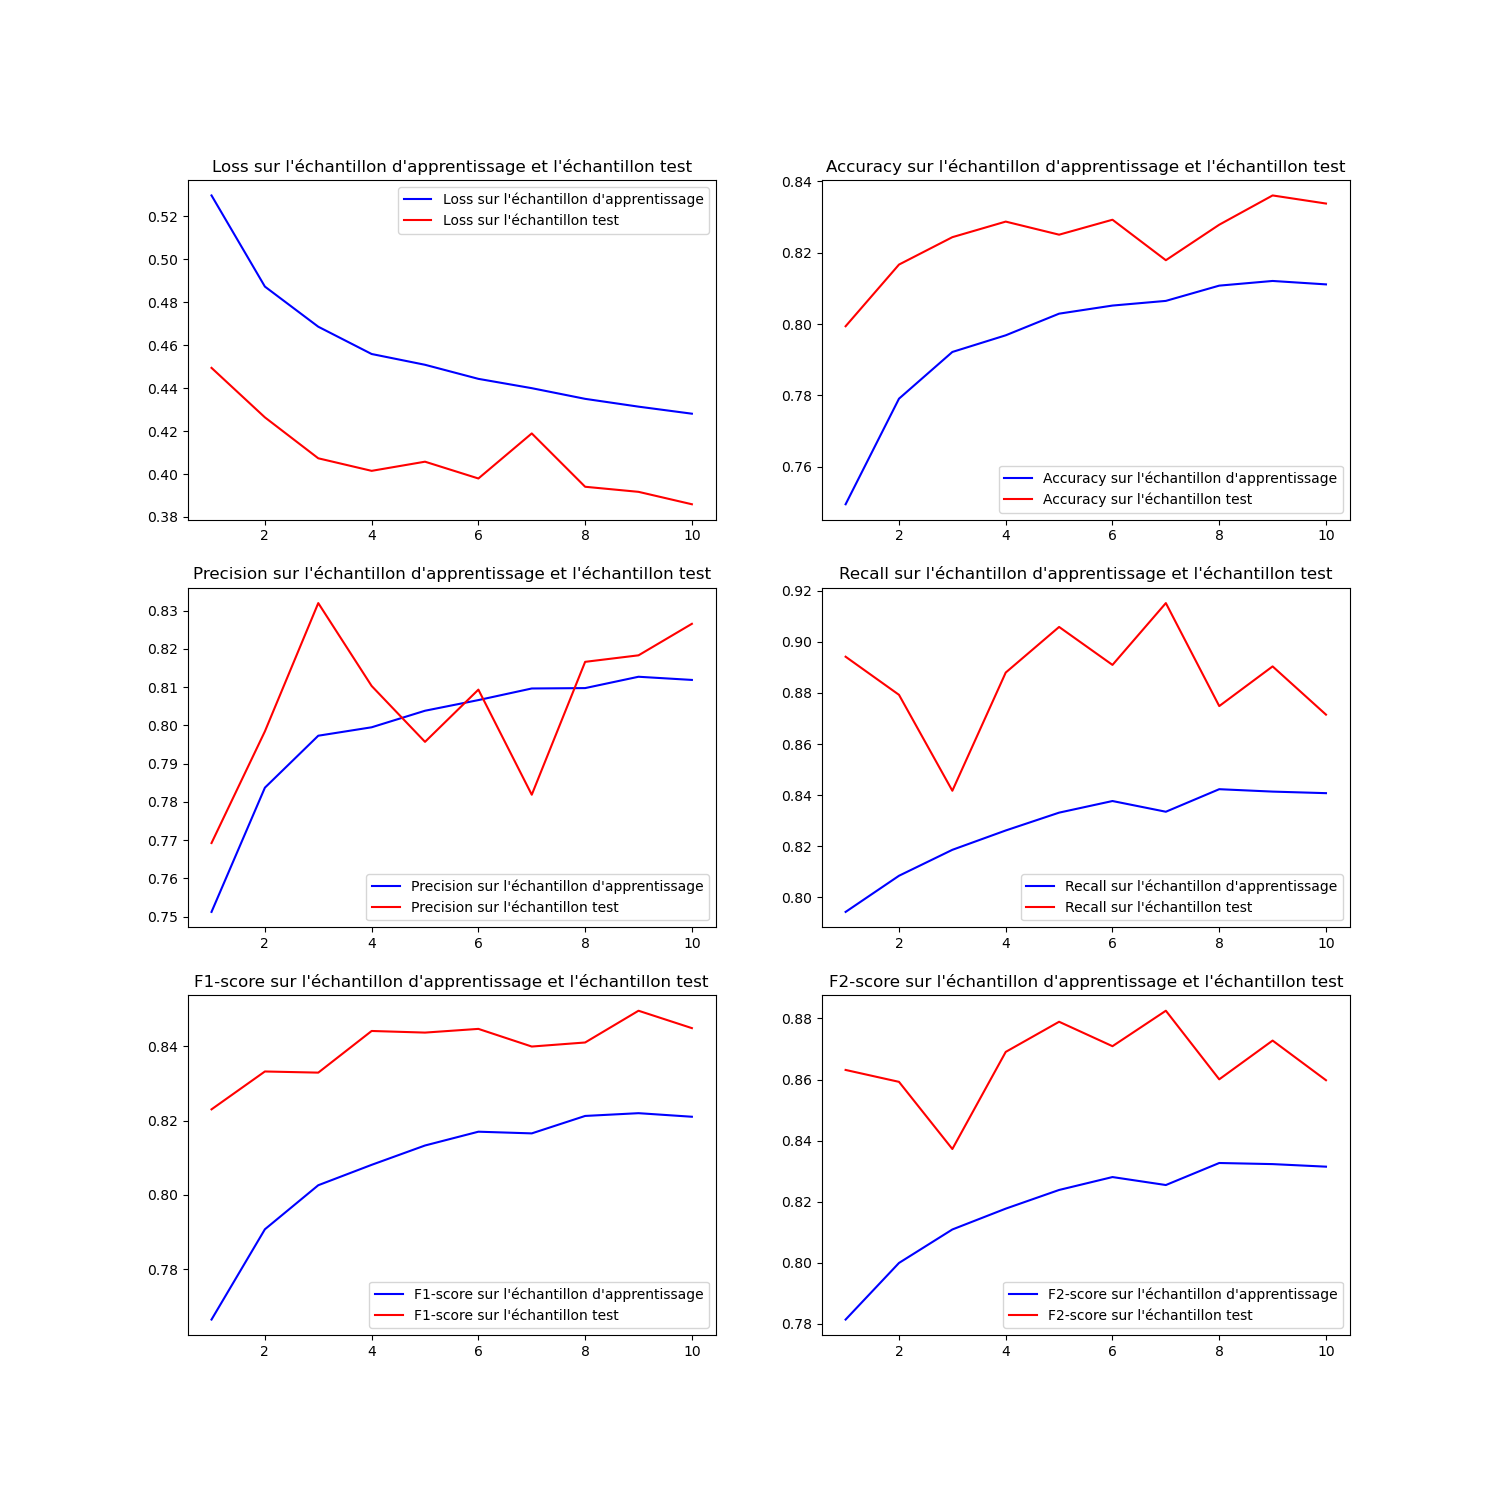 Loss sur l'échantillon d'apprentissage et l'échantillon test
0.52
0.50
0.48
0.46
0.44
0.42
0.40
0.38
2 4 6 8 10
Loss sur l'échantillon d'apprentissage
Loss sur l'échantillon test
Accuracy sur l'échantillon d'apprentissage et l'échantillon test
0.84
0.82
0.80
0.78
0.76
2 4 6 8 10
Accuracy sur l'échantillon d'apprentissage
Accuracy sur l'échantillon test
Precision sur l'échantillon d'apprentissage et l'échantillon test
0.83
0.82
0.81
0.80
0.79
0.78
0.77
0.76
0.75
2 4 6 8 10
Precision sur l'échantillon d'apprentissage
Precision sur l'échantillon test
Recall sur l'échantillon d'apprentissage et l'échantillon test
0.92
0.90
0.88
0.86
0.84
0.82
0.80
2 4 6 8 10
Recall sur l'échantillon d'apprentissage
Recall sur l'échantillon test
F1-score sur l'échantillon d'apprentissage et l'échantillon test
0.84
0.82
0.80
0.78
2 4 6 8 10
F1-score sur l'échantillon d'apprentissage
F1-score sur l'échantillon test
F2-score sur l'échantillon d'apprentissage et l'échantillon test
0.88
0.86
0.84
0.82
0.80
0.78
2 4 6 8 10
F2-score sur l'échantillon d'apprentissage
F2-score sur l'échantillon test